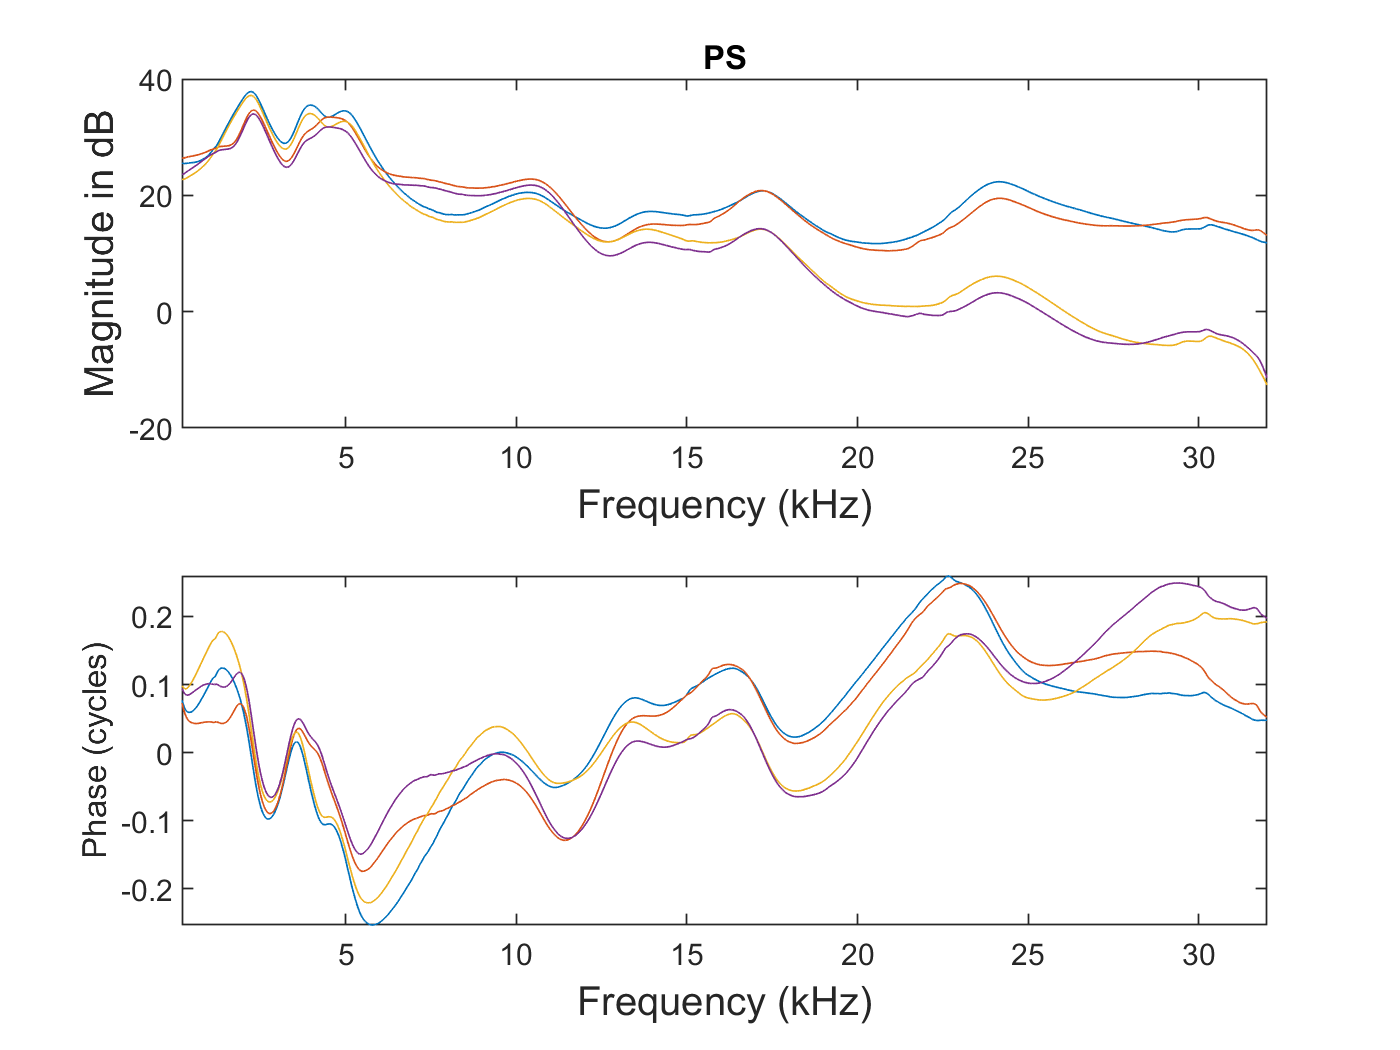 PS
Magnitude in dB
40
20
0
-20
5 10 15 20 25 30
Frequency (kHz)
Phase (cycles)
0.2
0.1
0
-0.1
-0.2
5 10 15 20 25 30
Frequency (kHz)